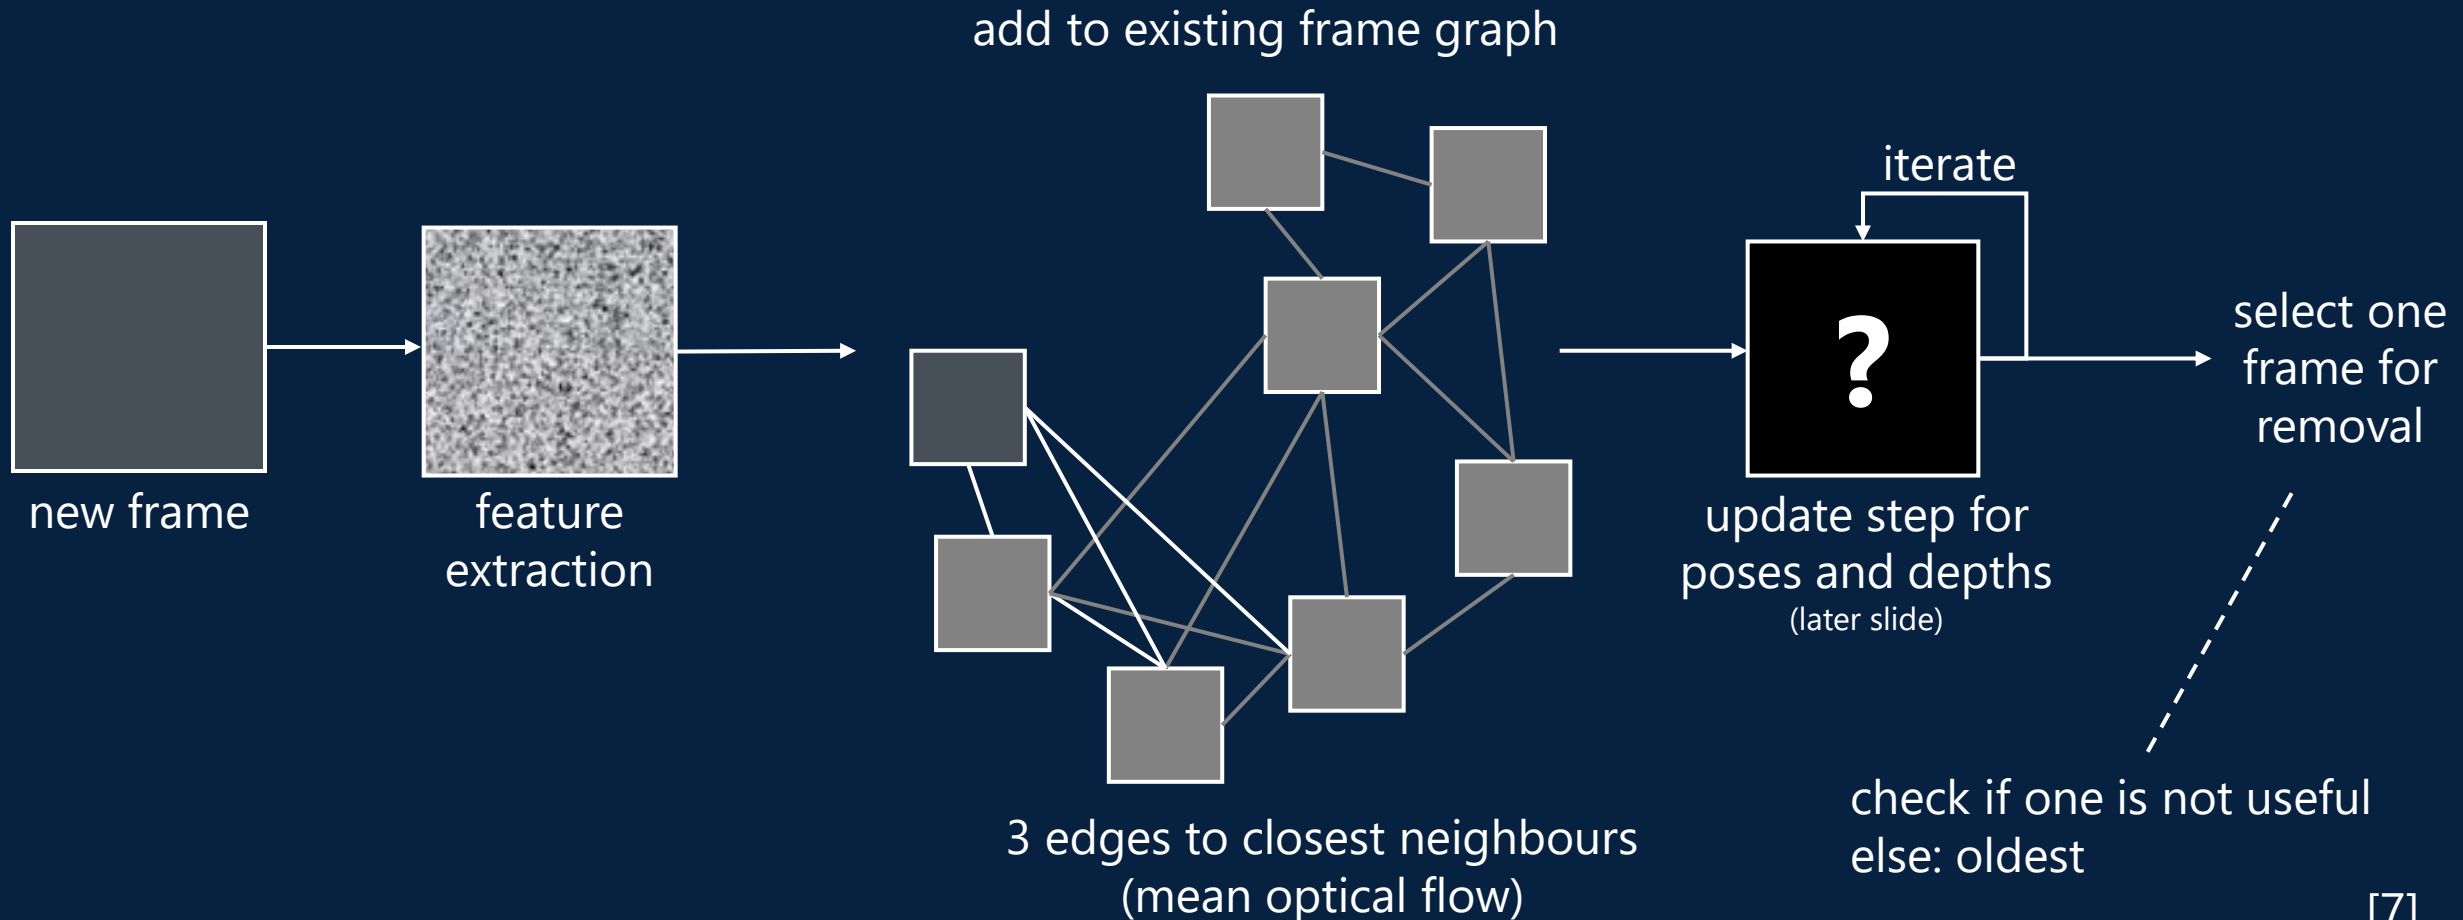 add to existing frame graph
new frame
feature
extraction
3 edges to closest neighbours
(mean optical flow)
iterate
?
update step for
poses and depths
(later slide)
select one
frame for
removal
check if one is not useful
else: oldest
[7]